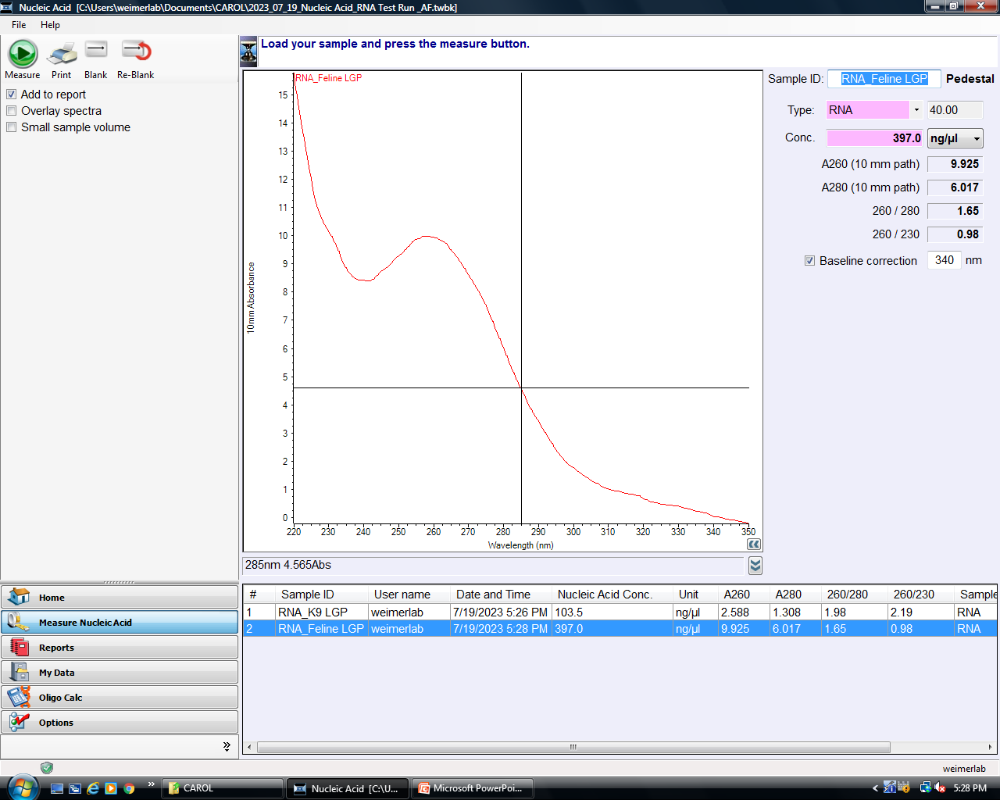 Nucleic Acid [C:\Users\weimerlab\Documents\CAROL\2023_07_19_Nucleic Acid_RNA Test Run _AF.twbk]
File Help
Measure Print Blank Re-Blank
Add to report
Overlay spectra
Small sample volume
Load your sample and press the measure button.
RNA_Feline LGP
15
14
13
12
11
10
9
8
7
6
5
4
3
2
1
0
10mm Absorbance
220 230 240 250 260 270 280 290 300 310 320 330 340 350
Wavelength (nm)
285nm 4.565Abs
Sample ID: RNA_Feline LGP Pedestal
Type: RNA 40.00
Conc. 397.0 ng/µl
A260 (10 mm path) 9.925
A280 (10 mm path) 6.017
260 / 280 1.65
260 / 230 0.98
Baseline correction 340 nm
# Sample ID User name Date and Time Nucleic Acid Conc. Unit A260 A280 260/280 260/230 Sample
1 RNA_K9 LGP weimerlab 7/19/2023 5:26 PM 103.5 ng/µl 2.588 1.308 1.98 2.19 RNA
2 RNA_Feline LGP weimerlab 7/19/2023 5:28 PM 397.0 ng/µl 9.925 6.017 1.65 0.98 RNA
Home
Measure Nucleic Acid
Reports
My Data
Oligo Calc
Options
weimerlab
CAROL Nucleic Acid [C:\U... Microsoft PowerPoi... 5:28 PM